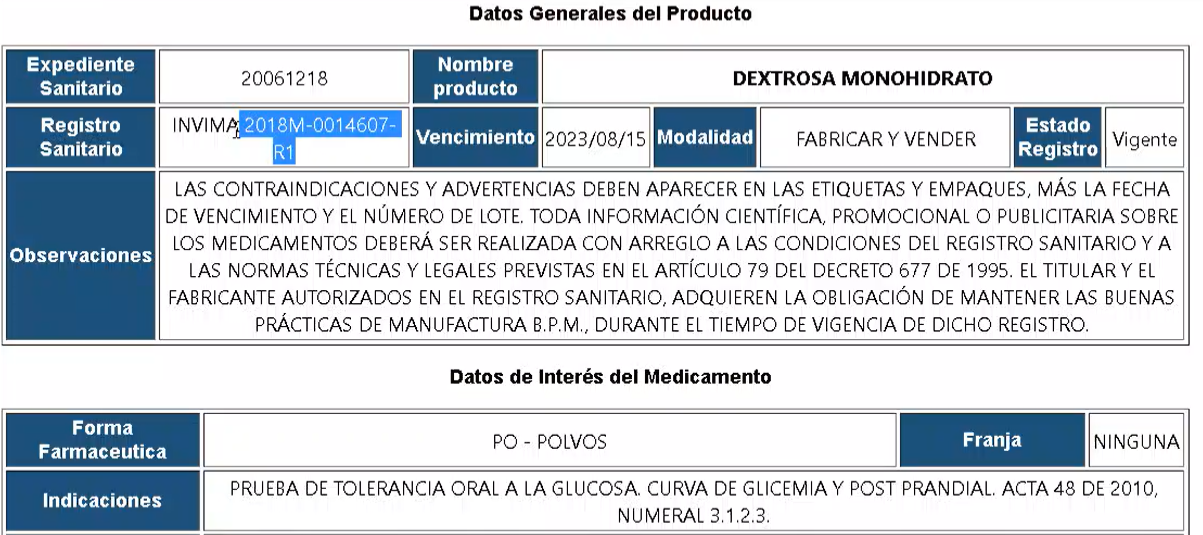 Datos Generales del Producto
Expediente Sanitario
20061218
Nombre producto
DEXTROSA MONOHIDRATO
Registro Sanitario
INVIMA 2018M-0014607-
R1
Vencimiento
2023/08/15
Modalidad
FABRICAR Y VENDER
Estado Registro
Vigente
Observaciones
LAS CONTRAINDICACIONES Y ADVERTENCIAS DEBEN APARECER EN LAS ETIQUETAS Y EMPAQUES, MÁS LA FECHA
DE VENCIMIENTO Y EL NÚMERO DE LOTE. TODA INFORMACIÓN CIENTÍFICA, PROMOCIONAL O PUBLICITARIA SOBRE
LOS MEDICAMENTOS DEBERÁ SER REALIZADA CON ARREGLO A LAS CONDICIONES DEL REGISTRO SANITARIO Y A
LAS NORMAS TÉCNICAS Y LEGALES PREVISTAS EN EL ARTÍCULO 79 DEL DECRETO 677 DE 1995. EL TITULAR Y EL
FABRICANTE AUTORIZADOS EN EL REGISTRO SANITARIO, ADQUIEREN LA OBLIGACIÓN DE MANTENER LAS BUENAS
PRÁCTICAS DE MANUFACTURA B.P.M., DURANTE EL TIEMPO DE VIGENCIA DE DICHO REGISTRO.
Datos de Interés del Medicamento
Forma Farmaceutica
PO - POLVOS
Franja
NINGUNA
Indicaciones
PRUEBA DE TOLERANCIA ORAL A LA GLUCOSA. CURVA DE GLICEMIA Y POST PRANDIAL. ACTA 48 DE 2010,
NUMERAL 3.1.2.3.